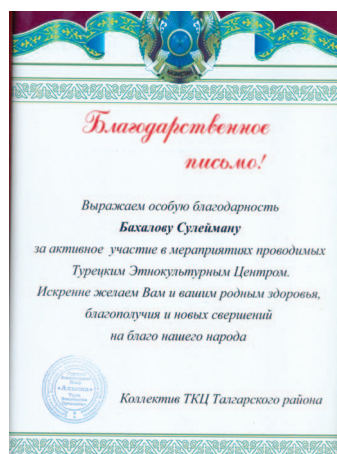 Благодарственное
письмо!
Выражаем особую благодарность
Бахалову Сулейману
за активное участие в мераприятиях проводимых
Турецким Этнокультурным Центром.
Искренне желаем Вам и вашим родным здоровья,
благополучия и новых свершений
на благо нашего народа
Коллектив ТКЦ Талгарского района